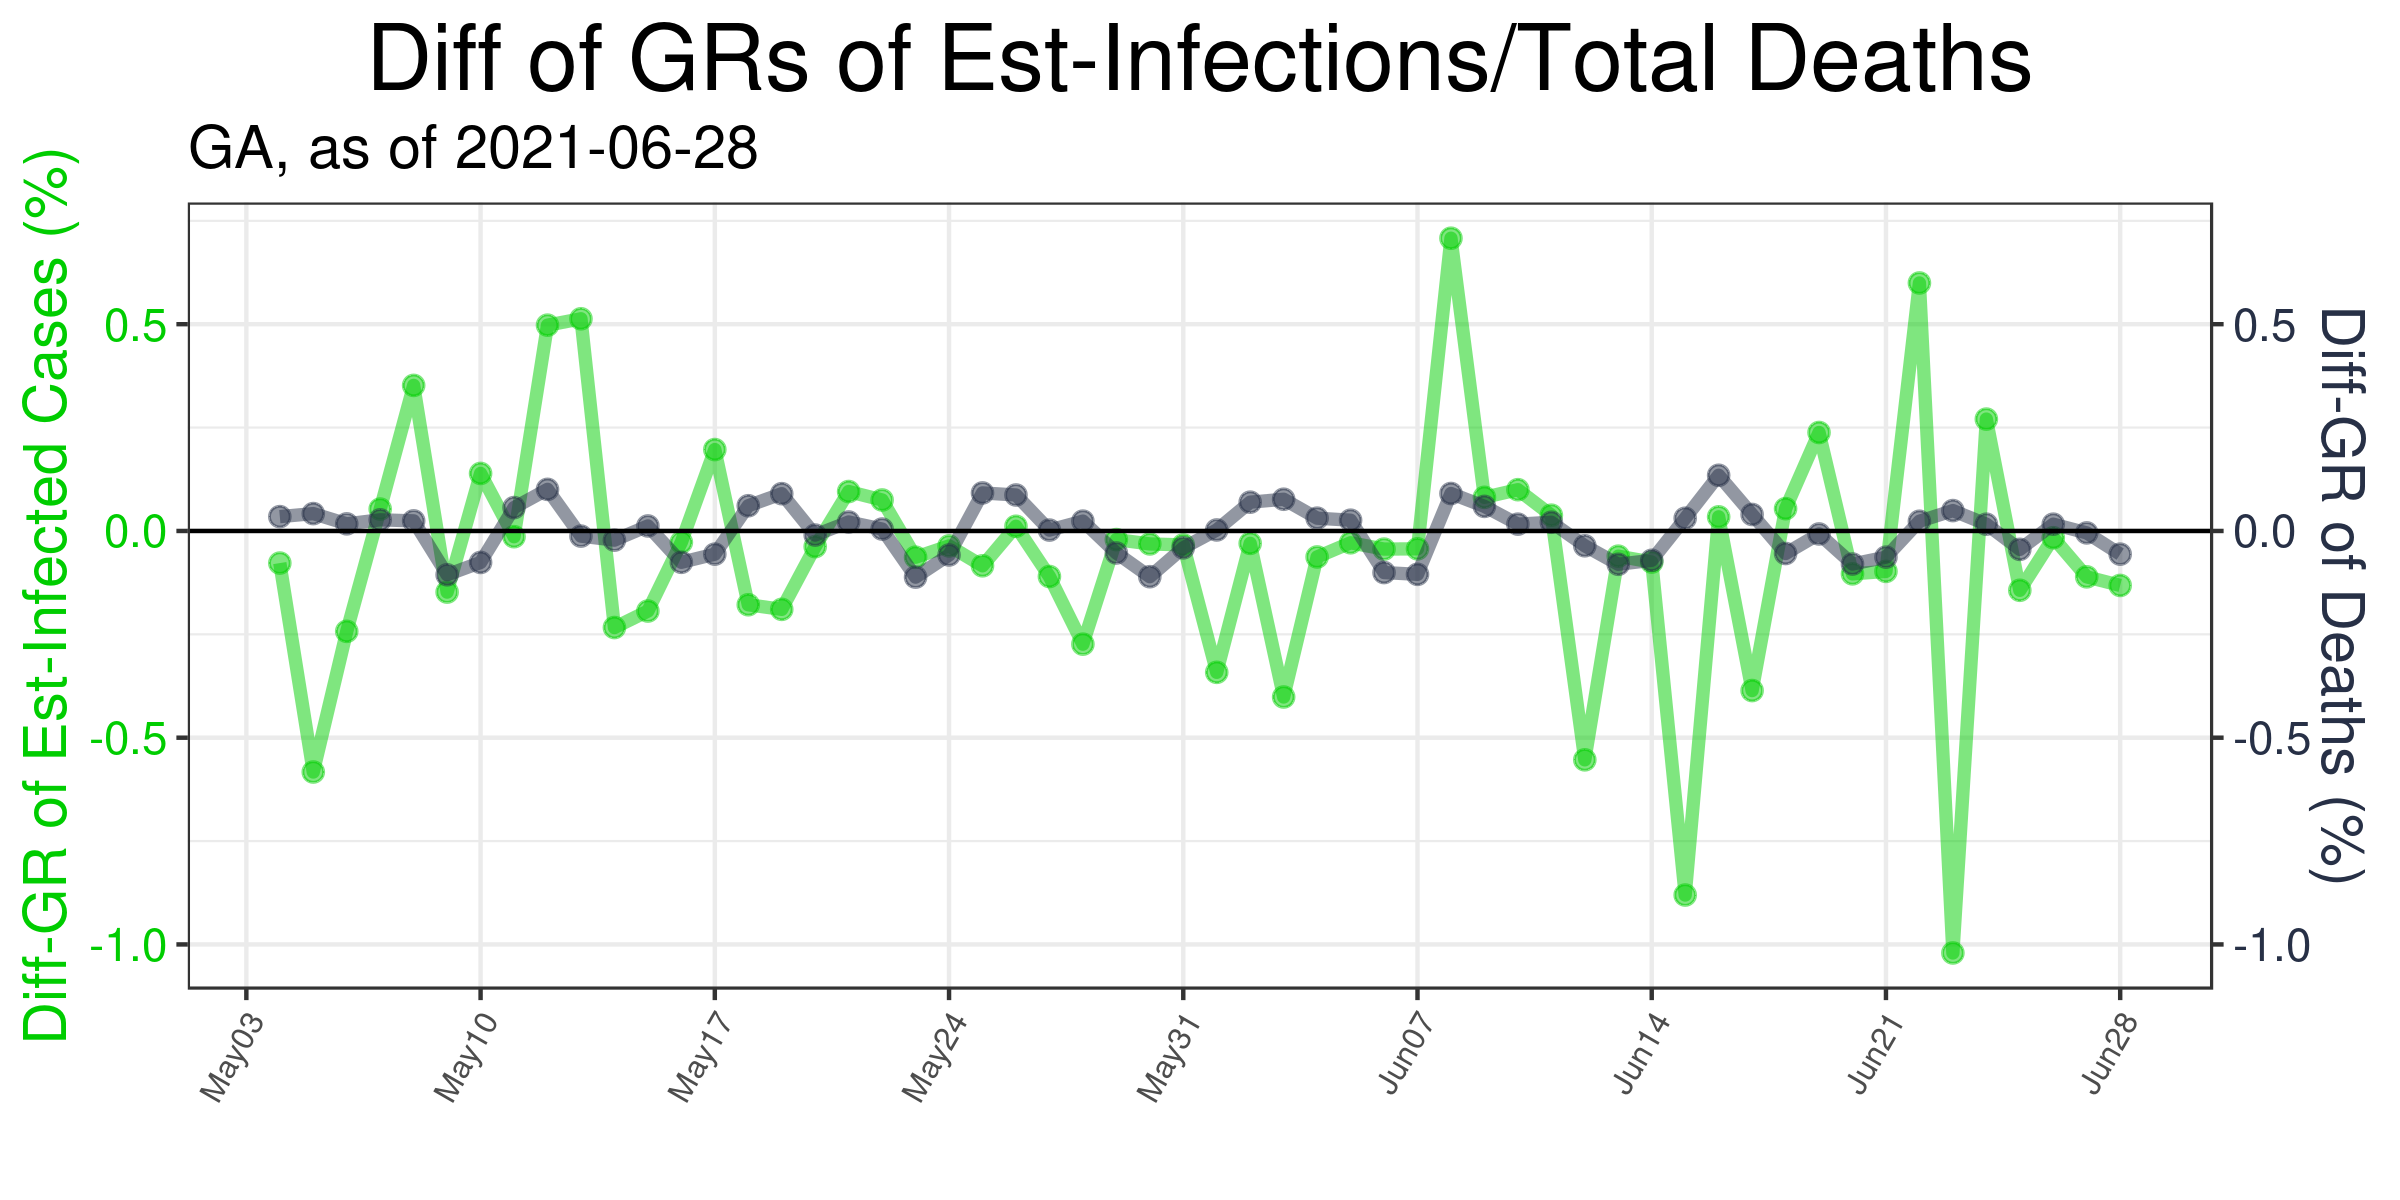 Diff of GRs of Est-Infections/Total Deaths
GA, as of 2021-06-28
Diff-GR of Est-Infected Cases (%)
0.5
0.0
-0.5
-1.0
0.5
0.0
-0.5
-1.0
Diff-GR of Deaths (%)
May03
May10
May17
May24
May31
Jun07
Jun14
Jun21
Jun28